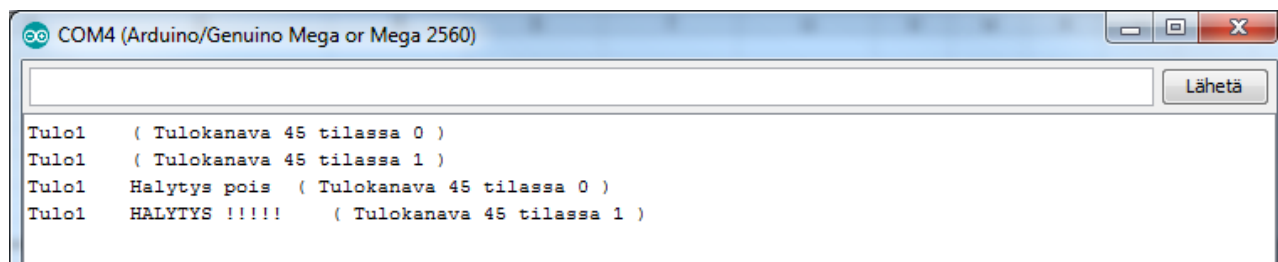 COM4 (Arduino/Genuino Mega or Mega 2560)
Lähetä
Tulo1 ( Tulokanava 45 tilassa 0 )
Tulo1 ( Tulokanava 45 tilassa 1 )
Tulo1 Halytys pois ( Tulokanava 45 tilassa 0 )
Tulo1 HALYTYS !!!!! ( Tulokanava 45 tilassa 1 )